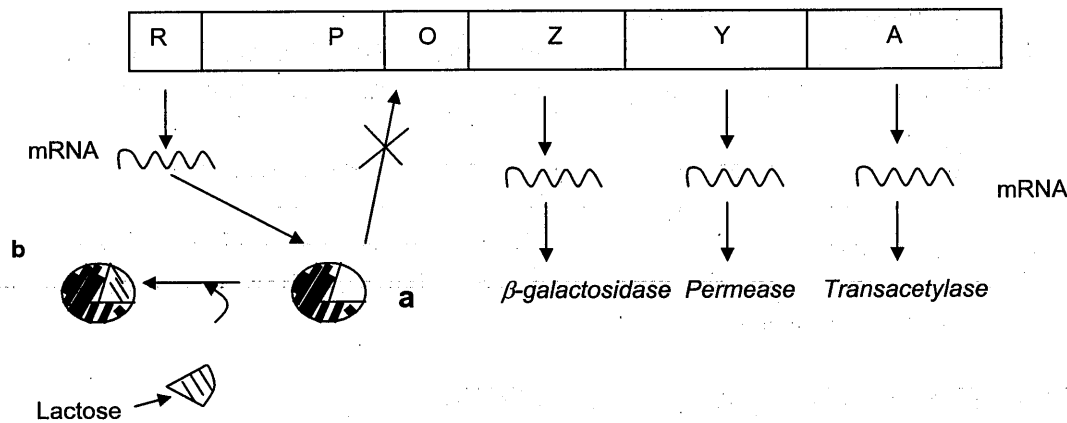 R P O Z Y A
mRNA
mRNA
b
a
β-galactosidase Permease Transacetylase
Lactose